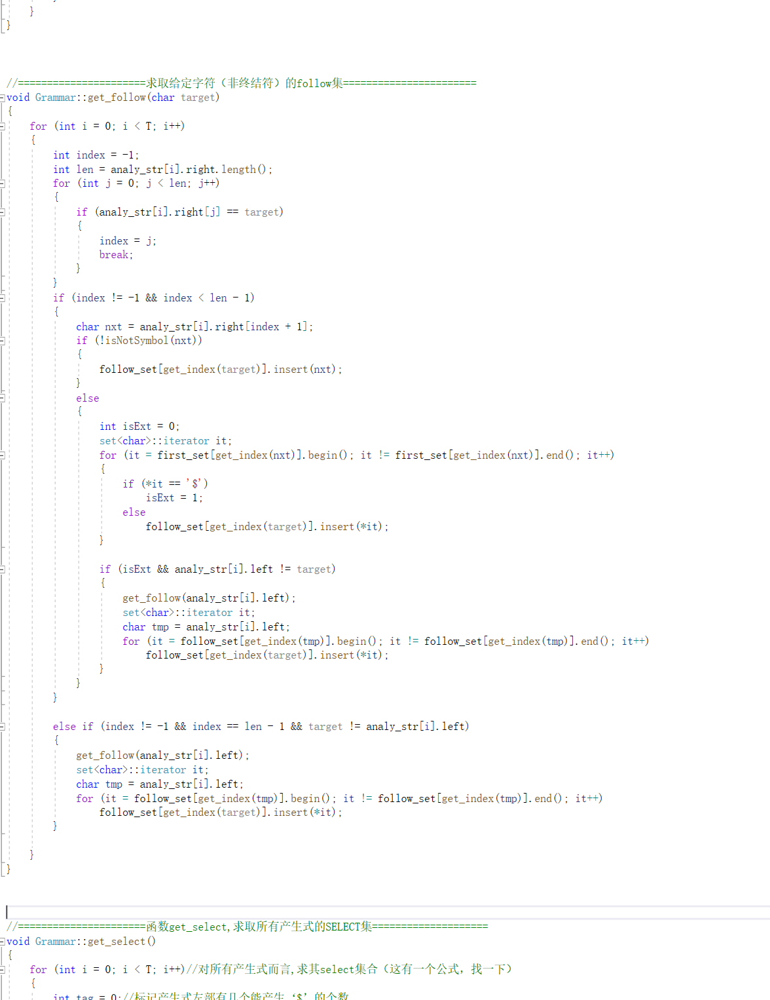 }
}
//======================求取给定字符（非终结符）的follow集=======================
void Grammar::get_follow(char target)
{
for (int i = 0; i < T; i++)
{
int index = -1;
int len = analy_str[i].right.length();
for (int j = 0; j < len; j++)
{
if (analy_str[i].right[j] == target)
{
index = j;
break;
}
}
if (index != -1 && index < len - 1)
{
char nxt = analy_str[i].right[index + 1];
if (!isNotSymbol(nxt))
{
follow_set[get_index(target)].insert(nxt);
}
else
{
int isExt = 0;
set<char>::iterator it;
for (it = first_set[get_index(nxt)].begin(); it != first_set[get_index(nxt)].end(); it++)
{
if (*it == '$')
isExt = 1;
else
follow_set[get_index(target)].insert(*it);
}
if (isExt && analy_str[i].left != target)
{
get_follow(analy_str[i].left);
set<char>::iterator it;
char tmp = analy_str[i].left;
for (it = follow_set[get_index(tmp)].begin(); it != follow_set[get_index(tmp)].end(); it++)
follow_set[get_index(target)].insert(*it);
}
}
}
else if (index != -1 && index == len - 1 && target != analy_str[i].left)
{
get_follow(analy_str[i].left);
set<char>::iterator it;
char tmp = analy_str[i].left;
for (it = follow_set[get_index(tmp)].begin(); it != follow_set[get_index(tmp)].end(); it++)
follow_set[get_index(target)].insert(*it);
}
}
}
//======================函数get_select,求取所有产生式的SELECT集====================
void Grammar::get_select()
{
for (int i = 0; i < T; i++)//对所有产生式而言,求其select集合（这有一个公式，找一下）
{
int tag = 0;//标记产生式左部有几个能产生‘$’的个数